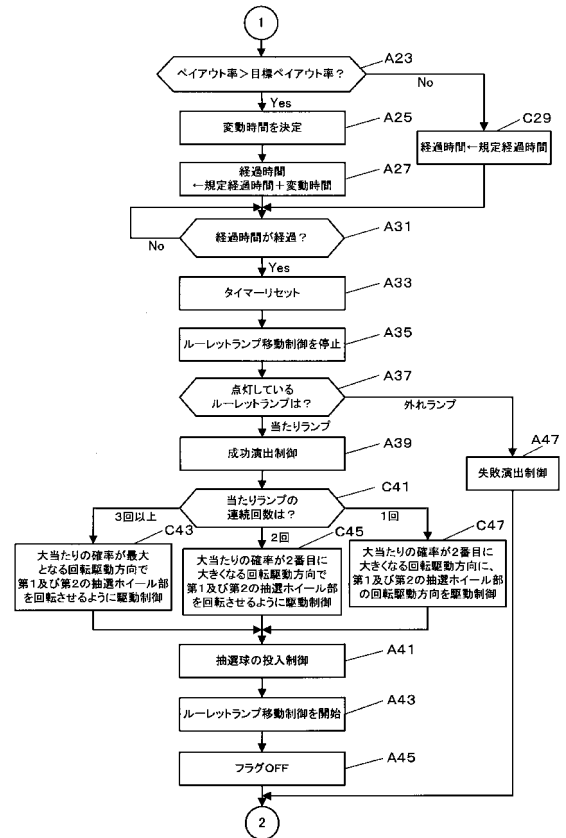 1
ペイアウト率＞目標ペイアウト率？
A23
No
Yes
変動時間を決定
A25
C29
経過時間←規定経過時間
経過時間
←規定経過時間＋変動時間
A27
経過時間が経過？
A31
No
Yes
タイマーリセット
A33
ルーレットランプ移動制御を停止
A35
点灯している
ルーレットランプは？
A37
外れランプ
当たりランプ
成功演出制御
A39
A47
失敗演出制御
当たりランプの
連続回数は？
C41
3回以上
2回
1回
C43
大当たりの確率が最大
となる回転駆動方向で
第1及び第2の抽選ホイール部
を回転させるように駆動制御
C45
大当たりの確率が2番目に
大きくなる回転駆動方向で
第1及び第2の抽選ホイール部
を回転させるように駆動制御
C47
大当たりの確率が2番目に
大きくなる回転駆動方向に、
第1及び第2の抽選ホイール部
の回転駆動方向を駆動制御
抽選球の投入制御
A41
ルーレットランプ移動制御を開始
A43
フラグOFF
A45
2